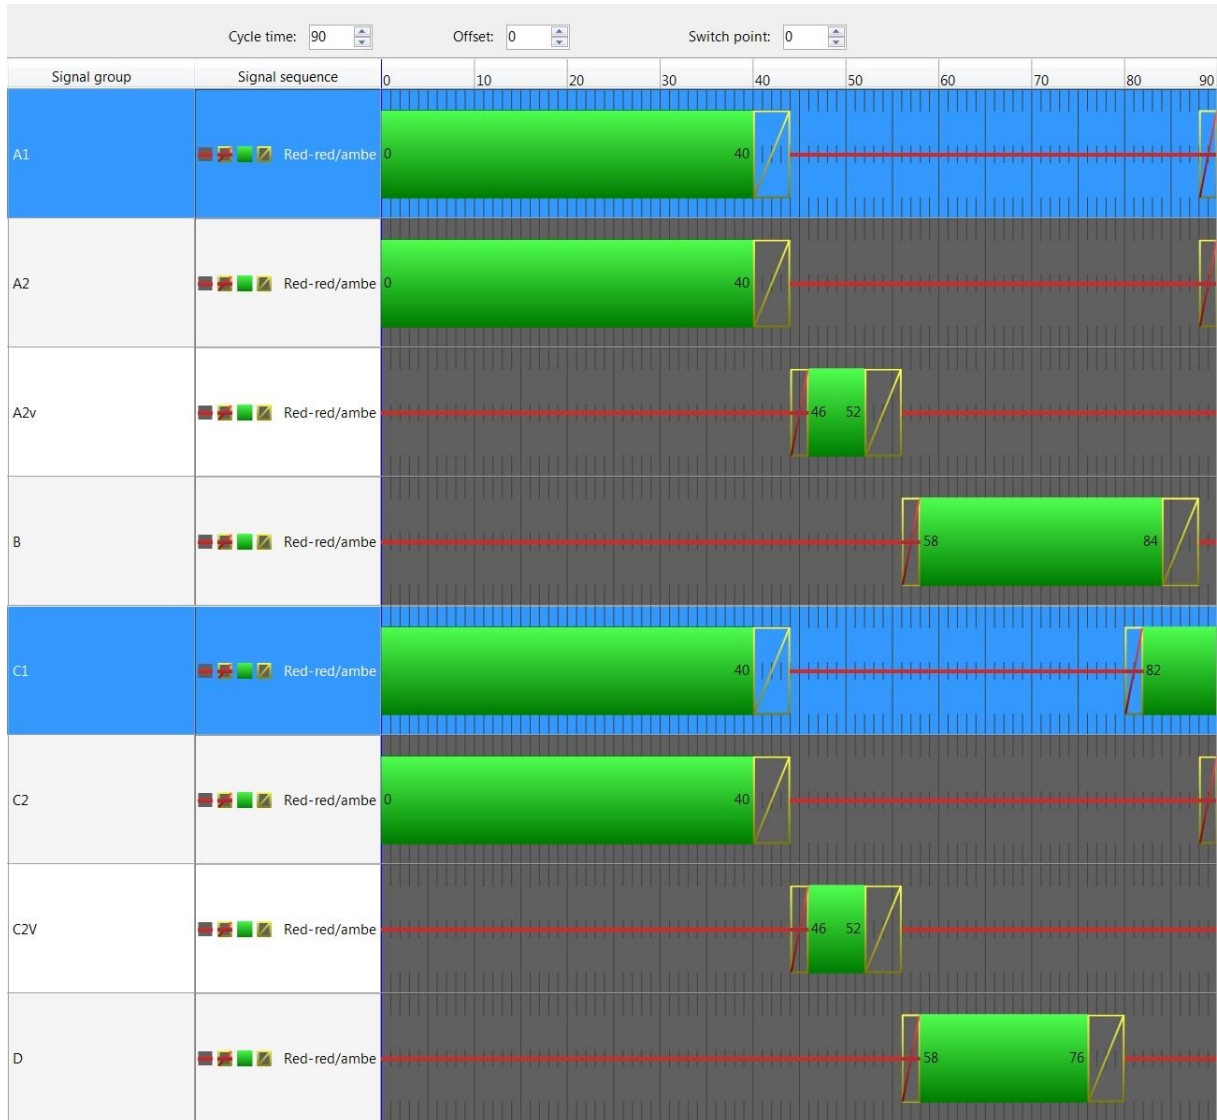 Cycle time: 90 Offset: 0 Switch point: 0
Signal group Signal sequence 0 10 20 30 40 50 60 70 80 90
A1 Red-red/ambe 0 40
A2 Red-red/ambe 0 40
A2v Red-red/ambe 46 52
B Red-red/ambe 58 84
C1 Red-red/ambe 40 82
C2 Red-red/ambe 0 40
C2V Red-red/ambe 46 52
D Red-red/ambe 58 76